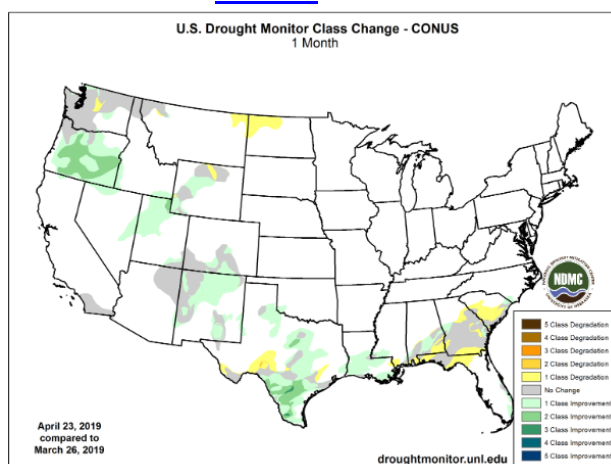 U.S. Drought Monitor Class Change - CONUS
1 Month
NDMC
5 Class Degradation
4 Class Degradation
3 Class Degradation
2 Class Degradation
1 Class Degradation
No Change
1 Class Improvement
2 Class Improvement
3 Class Improvement
4 Class Improvement
5 Class Improvement
April 23, 2019
compared to
March 26, 2019
droughtmonitor.unl.edu